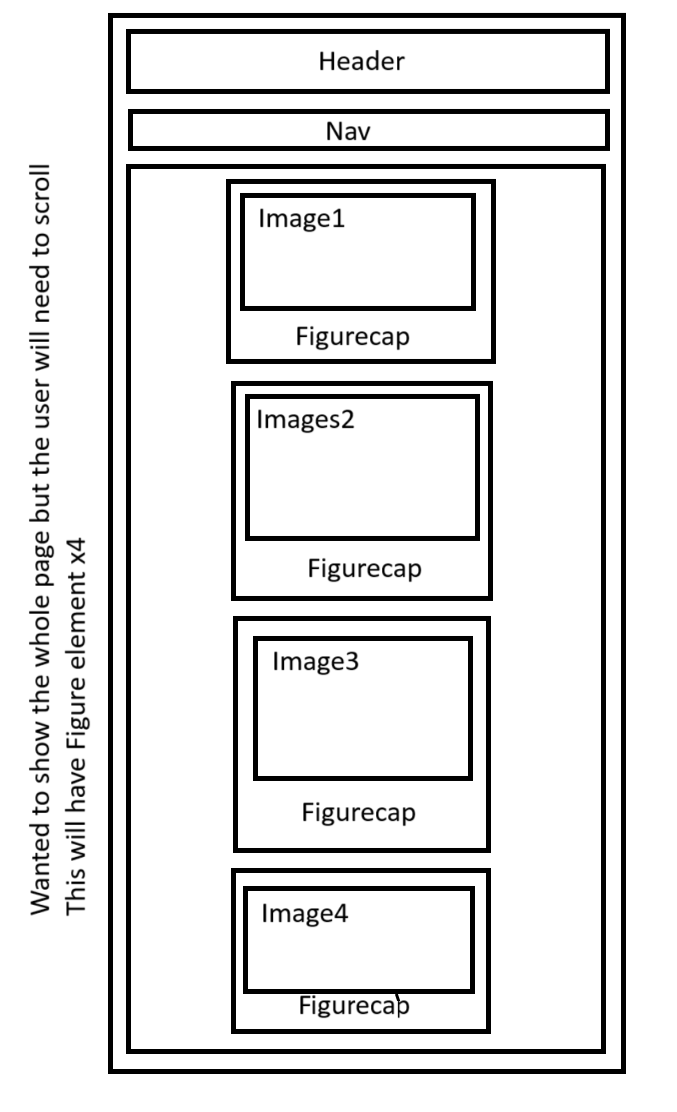 Header
Nav
Image1
Figurecap
Images2
Figurecap
Image3
Figurecap
Image4
Figurecap
Wanted to show the whole page but the user will need to scroll
This will have Figure element x4